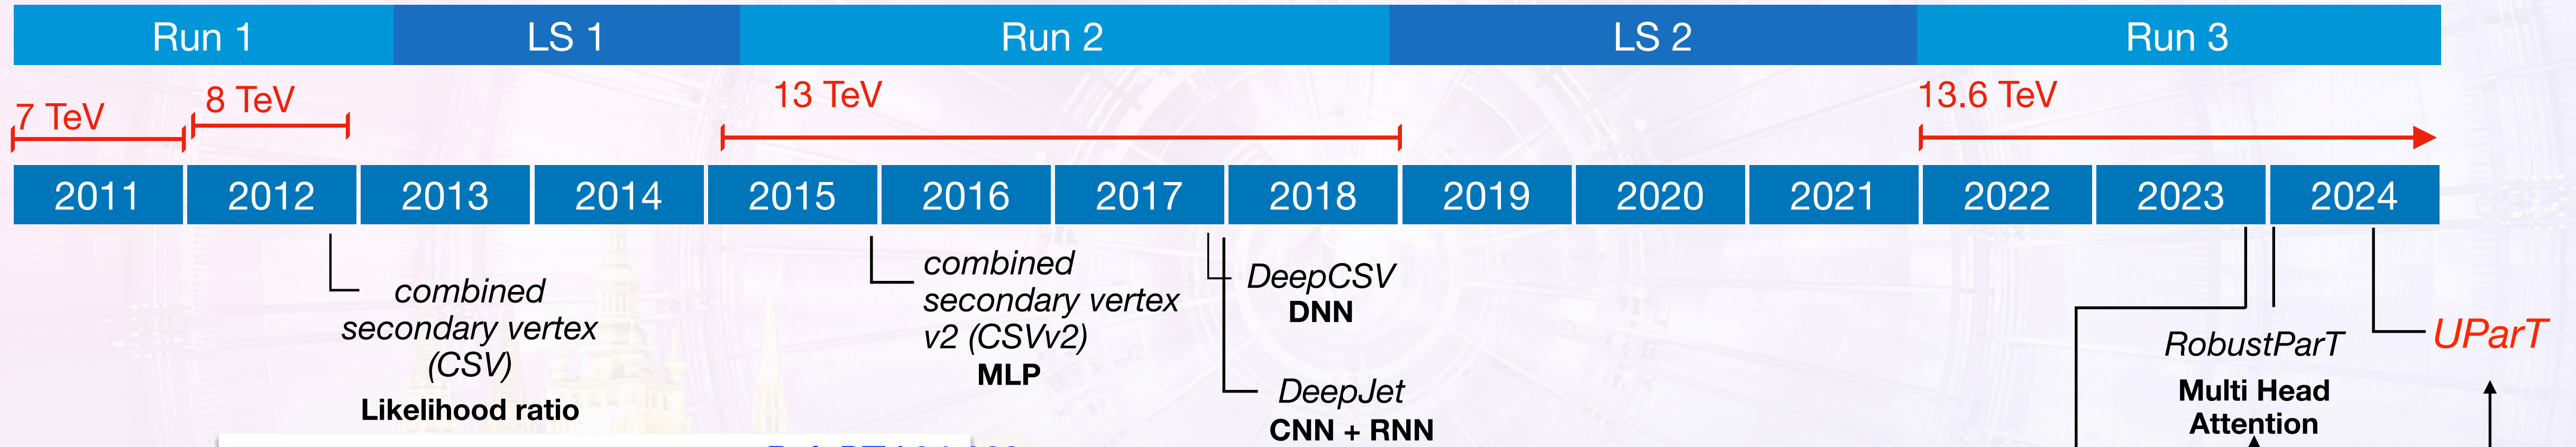 Run 1
LS 1
Run 2
LS 2
Run 3
7 TeV
8 TeV
13 TeV
13.6 TeV
2011
2012
2013
2014
2015
2016
2017
2018
2019
2020
2021
2022
2023
2024
combined
secondary vertex
(CSV)
Likelihood ratio
combined
secondary vertex
v2 (CSVv2)
MLP
DeepCSV
DNN
DeepJet
CNN + RNN
RobustParT
Multi Head
Attention
UParT